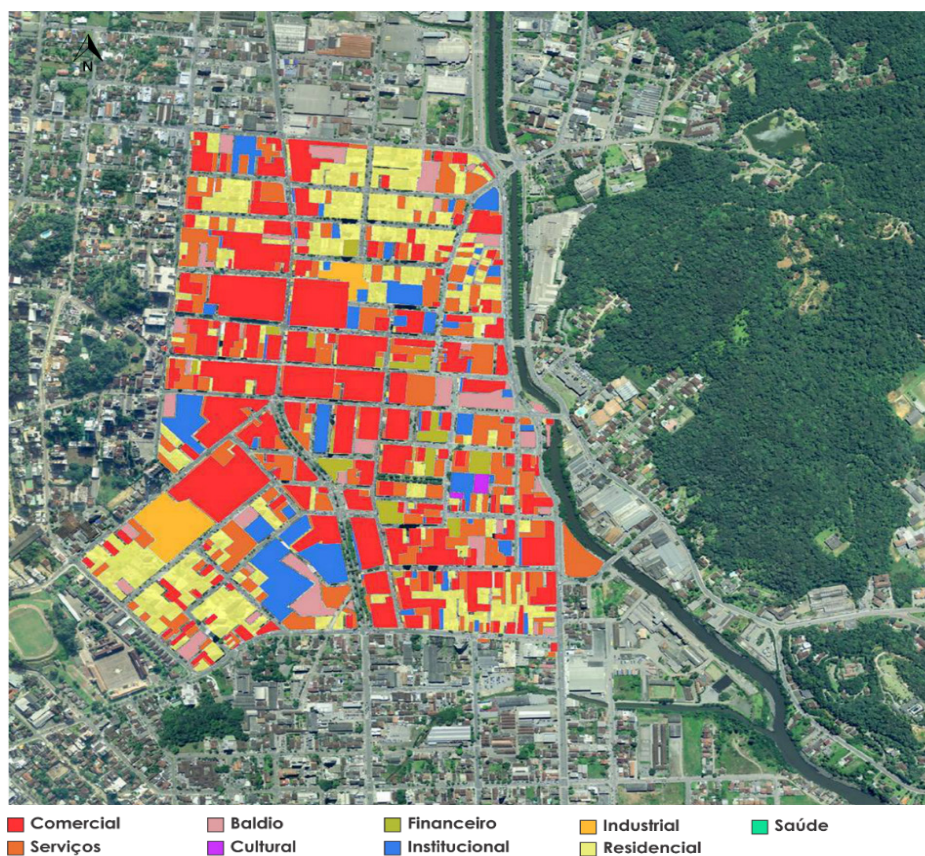 N
Comercial Baldio Financeiro Industrial Saúde
Serviços Cultural Institucional Residencial